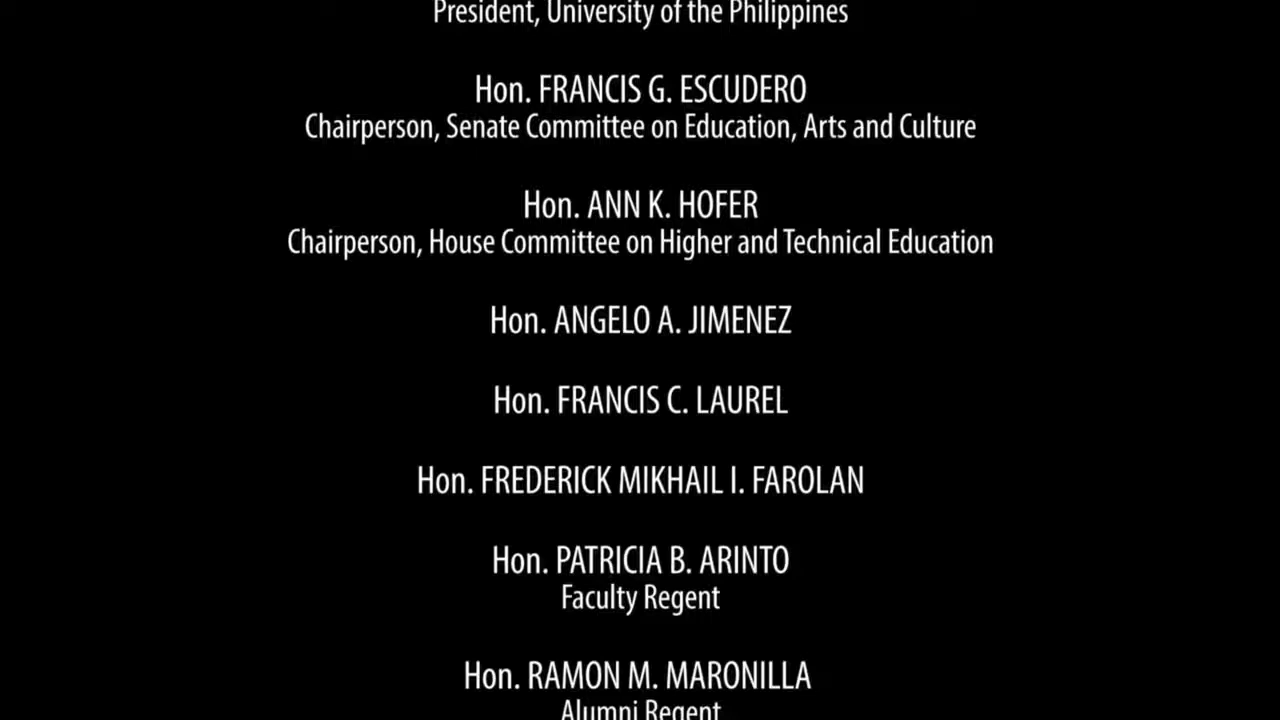 President, University of the Philippines
Hon. FRANCIS G. ESCUDERO
Chairperson, Senate Committee on Education, Arts and Culture
Hon. ANN K. HOFER
Chairperson, House Committee on Higher and Technical Education
Hon. ANGELO A. JIMENEZ
Hon. FRANCIS C. LAUREL
Hon. FREDERICK MIKHAIL I. FAROLAN
Hon. PATRICIA B. ARINTO
Faculty Regent
Hon. RAMON M. MARONILLA
Alumni Regent